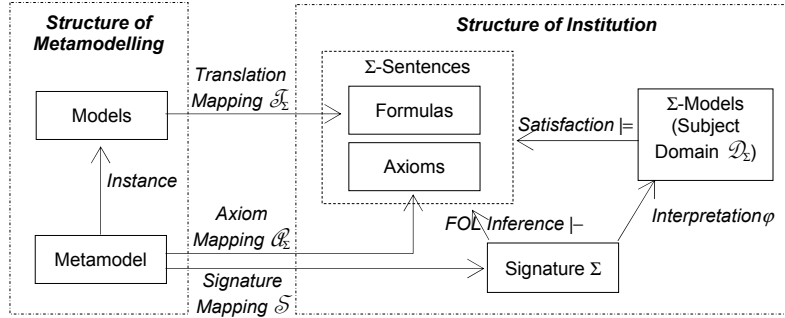 Structure of
Metamodelling
Structure of Institution
Translation
Mapping 𝒯Σ
Σ-Sentences
Models
Formulas
Σ-Models
(Subject
Domain 𝒟Σ)
Satisfaction |=
Axioms
Instance
Axiom
Mapping 𝒜Σ
FOL Inference |−
Interpretation φ
Metamodel
Signature Σ
Signature
Mapping 𝒮